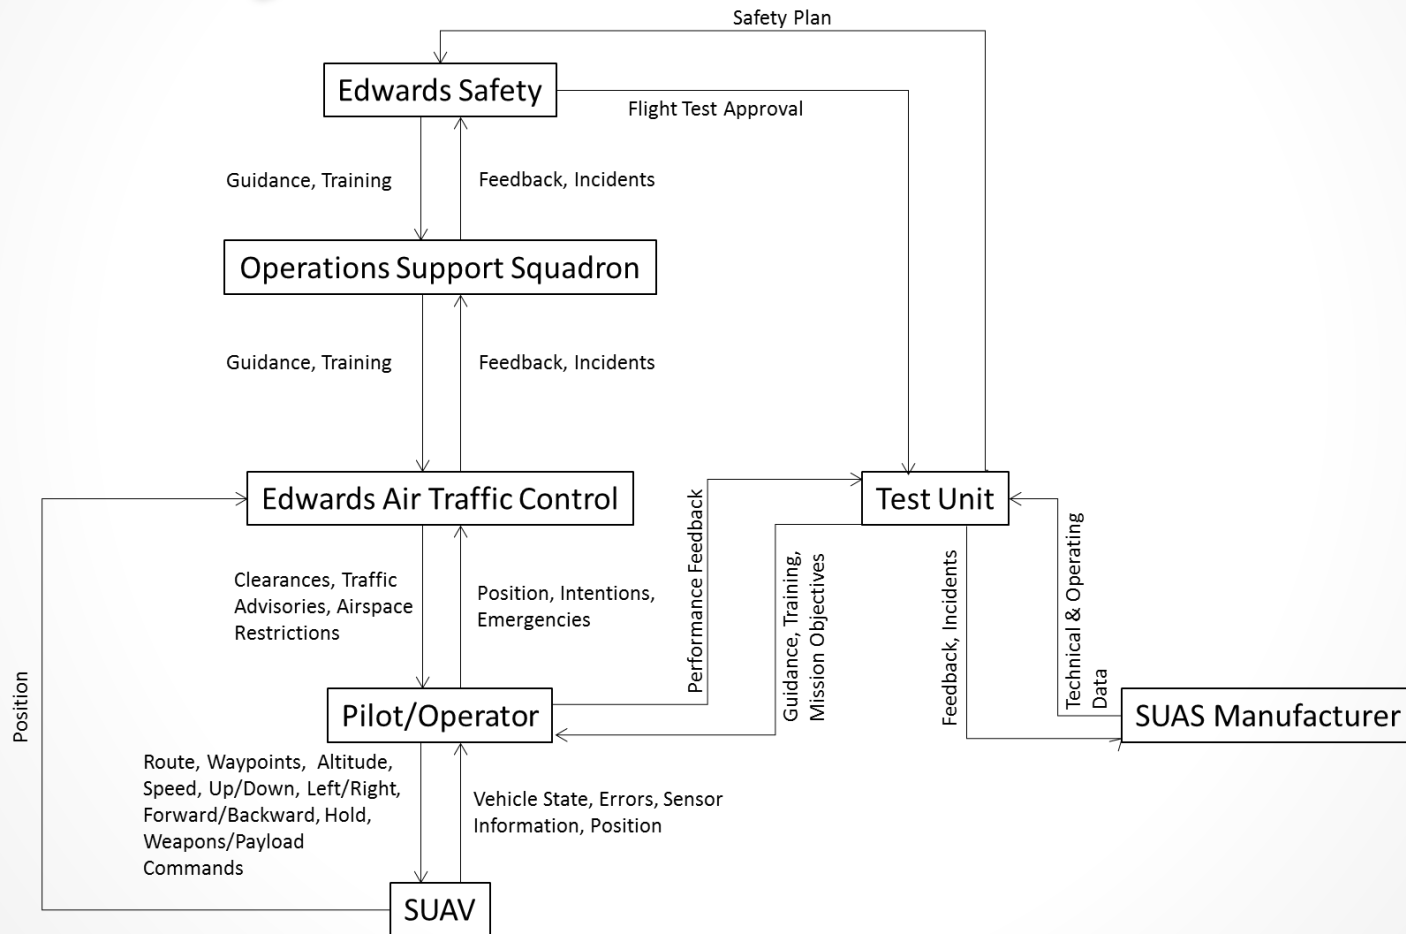 Safety Plan
Edwards Safety
Flight Test Approval
Guidance, Training
Feedback, Incidents
Operations Support Squadron
Guidance, Training
Feedback, Incidents
Edwards Air Traffic Control
Test Unit
Clearances, Traffic
Advisories, Airspace
Restrictions
Position, Intentions,
Emergencies
Performance Feedback
Guidance, Training,
Mission Objectives
Feedback, Incidents
Technical & Operating
Data
Position
Pilot/Operator
SUAS Manufacturer
Route, Waypoints, Altitude,
Speed, Up/Down, Left/Right,
Forward/Backward, Hold,
Weapons/Payload
Commands
Vehicle State, Errors, Sensor
Information, Position
SUAV